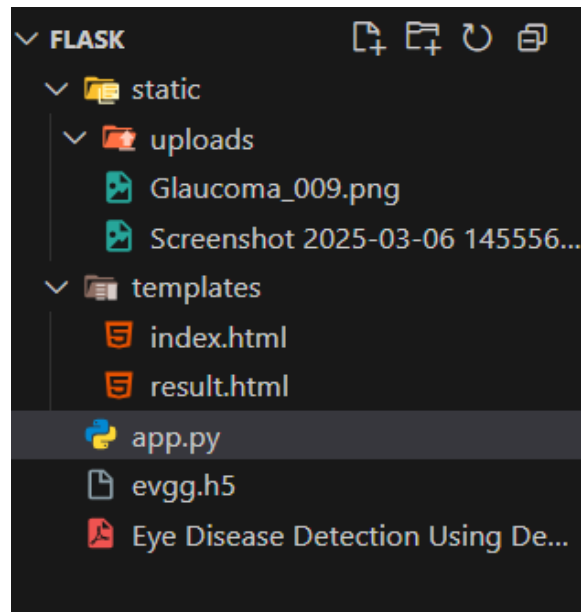 FLASK
static
uploads
Glaucoma_009.png
Screenshot 2025-03-06 145556...
templates
index.html
result.html
app.py
evgg.h5
Eye Disease Detection Using De...